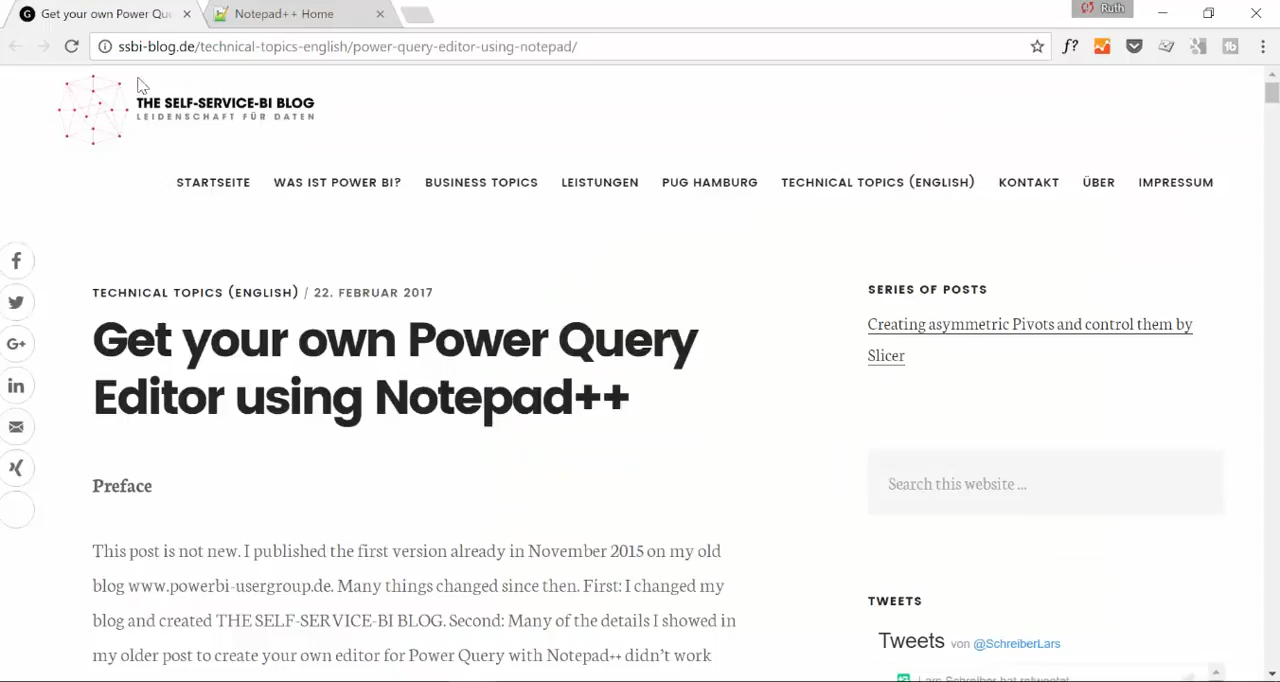 Get your own Power Qu
Notepad++ Home
Ruth
ssbi-blog.de/technical-topics-english/power-query-editor-using-notepad/
f?
THE SELF-SERVICE-BI BLOG
LEIDENSCHAFT FÜR DATEN
STARTSEITE WAS IST POWER BI? BUSINESS TOPICS LEISTUNGEN PUG HAMBURG TECHNICAL TOPICS (ENGLISH) KONTAKT ÜBER IMPRESSUM
TECHNICAL TOPICS (ENGLISH) / 22. FEBRUAR 2017
Get your own Power Query
Editor using Notepad++
Preface
This post is not new. I published the first version already in November 2015 on my old
blog www.powerbi-usergroup.de. Many things changed since then. First: I changed my
blog and created THE SELF-SERVICE-BI BLOG. Second: Many of the details I showed in
my older post to create your own editor for Power Query with Notepad++ didn't work
SERIES OF POSTS
Creating asymmetric Pivots and control them by
Slicer
Search this website ...
TWEETS
Tweets von @SchreiberLars
Lars Schreiber hat retweetet